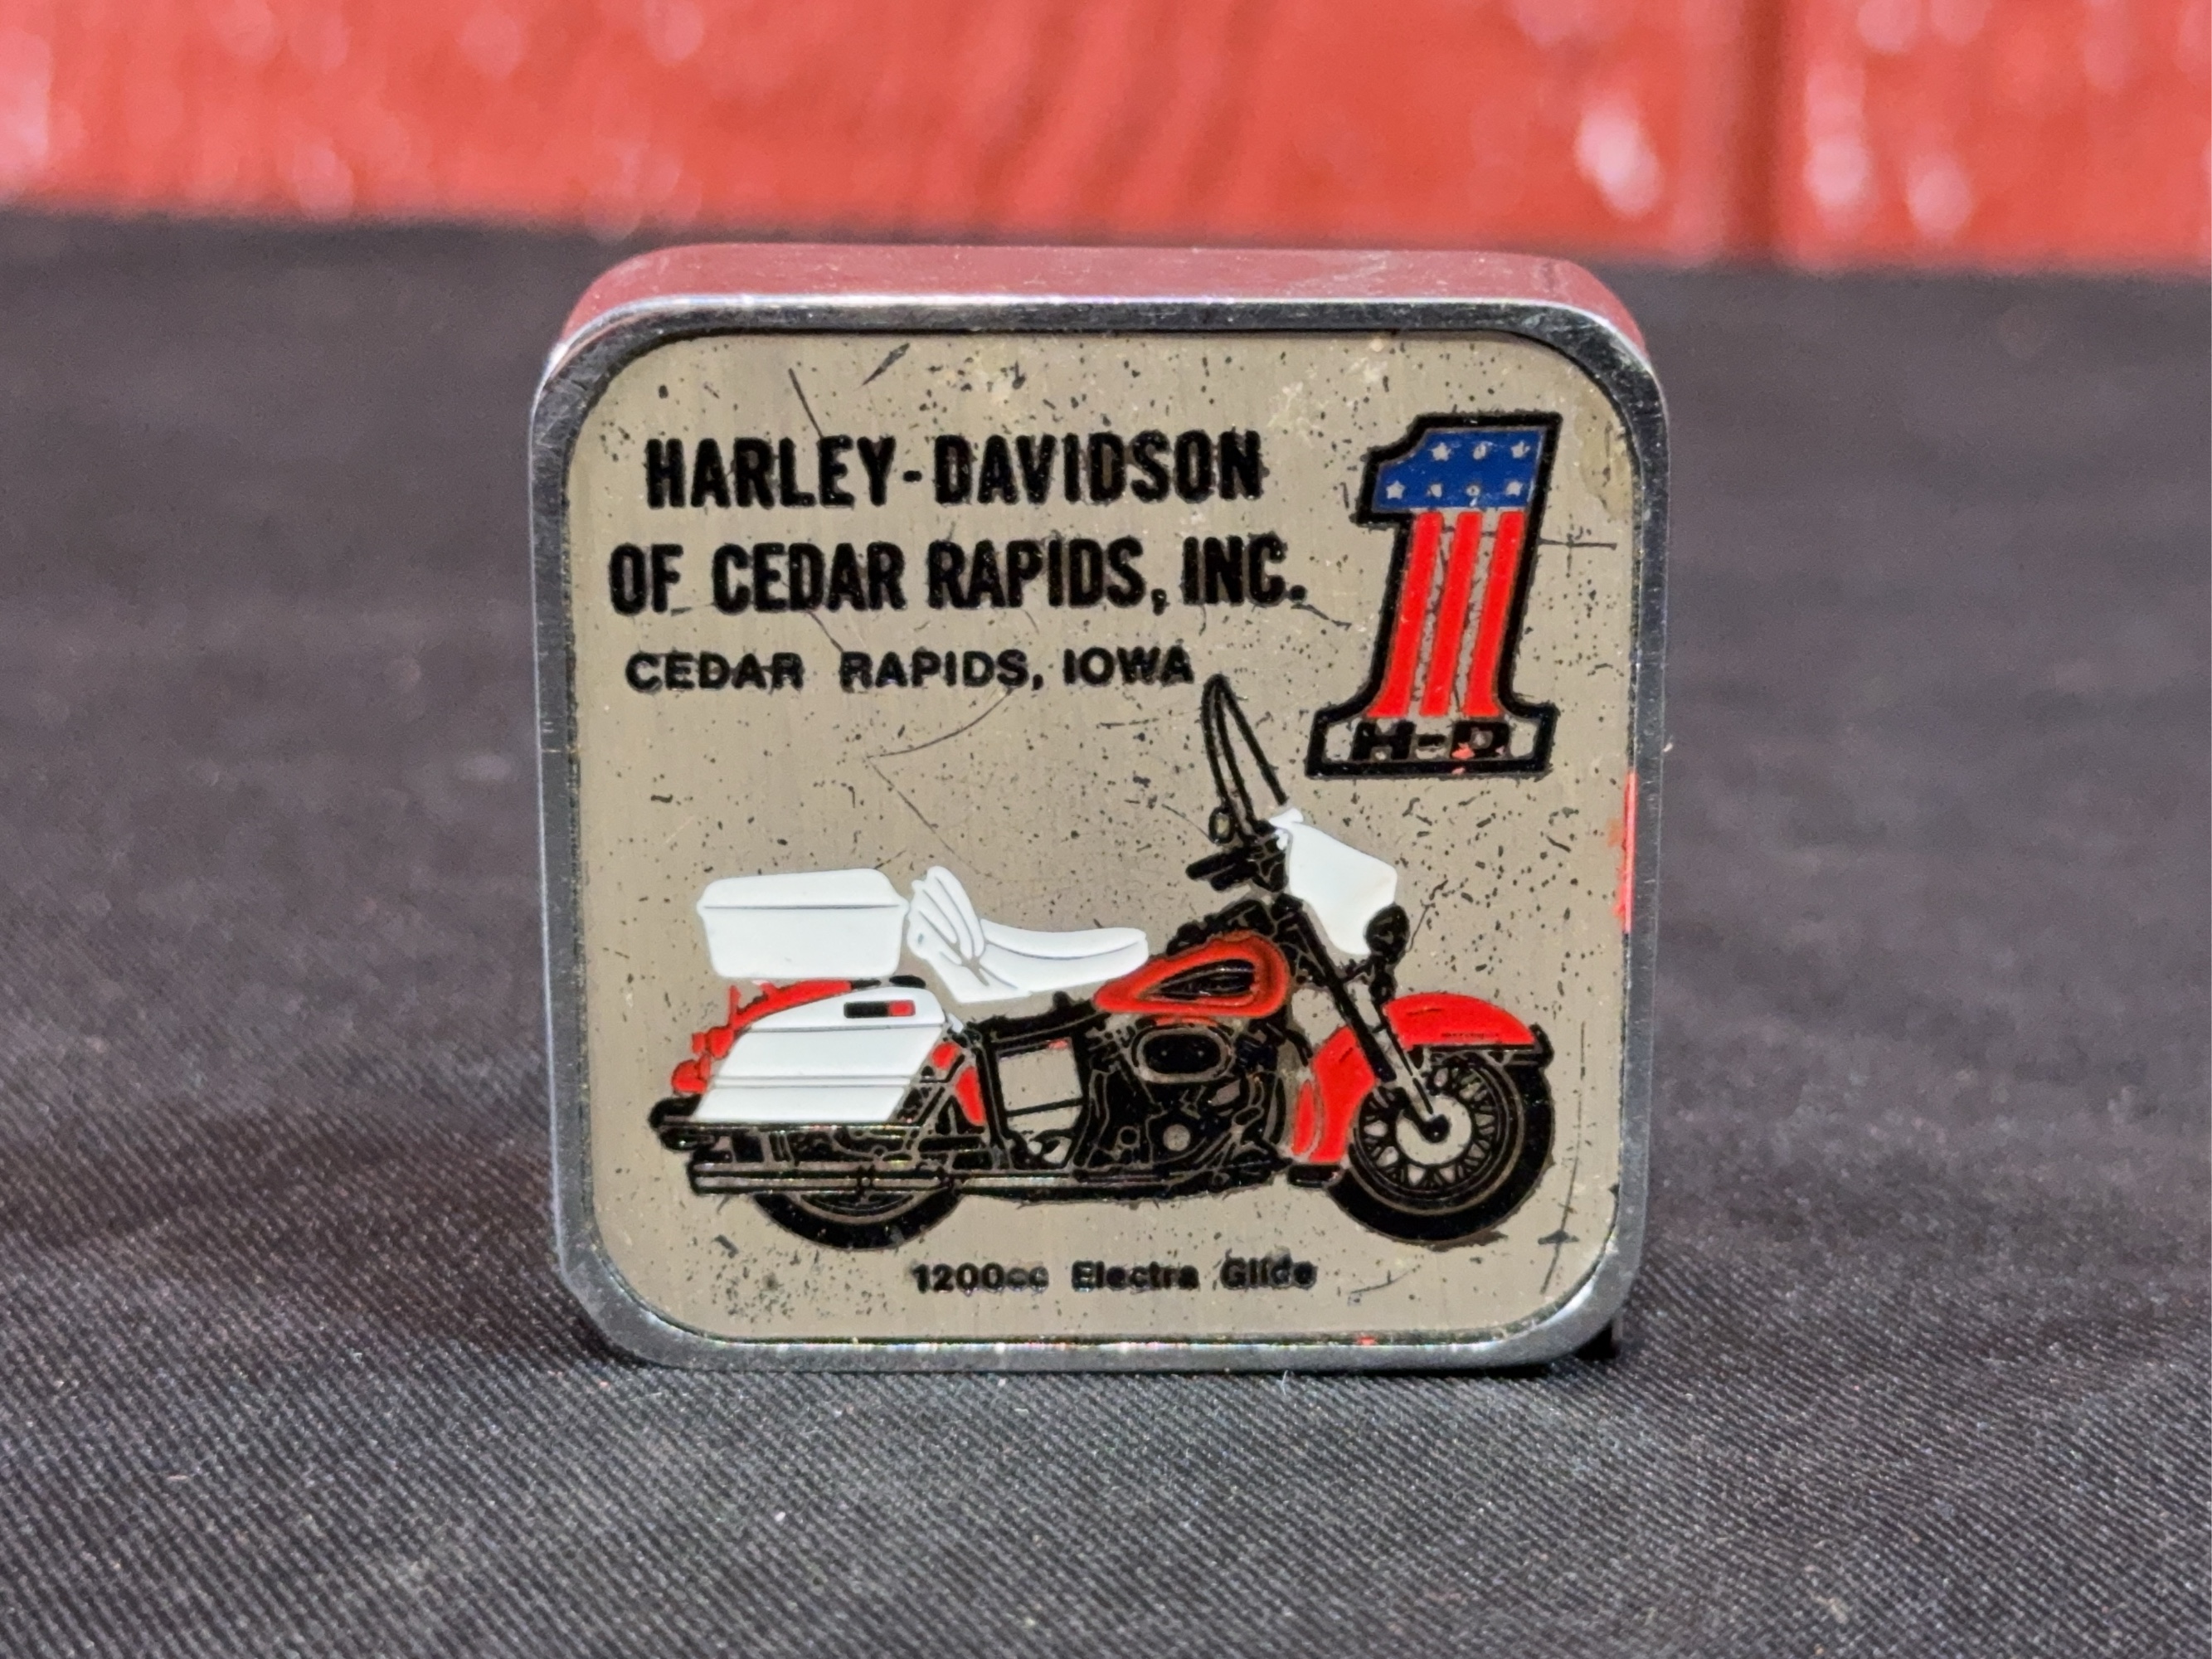 HARLEY-DAVIDSON
OF CEDAR RAPIDS, INC.
CEDAR RAPIDS, IOWA
1
H-D
1200cc Electra Glide